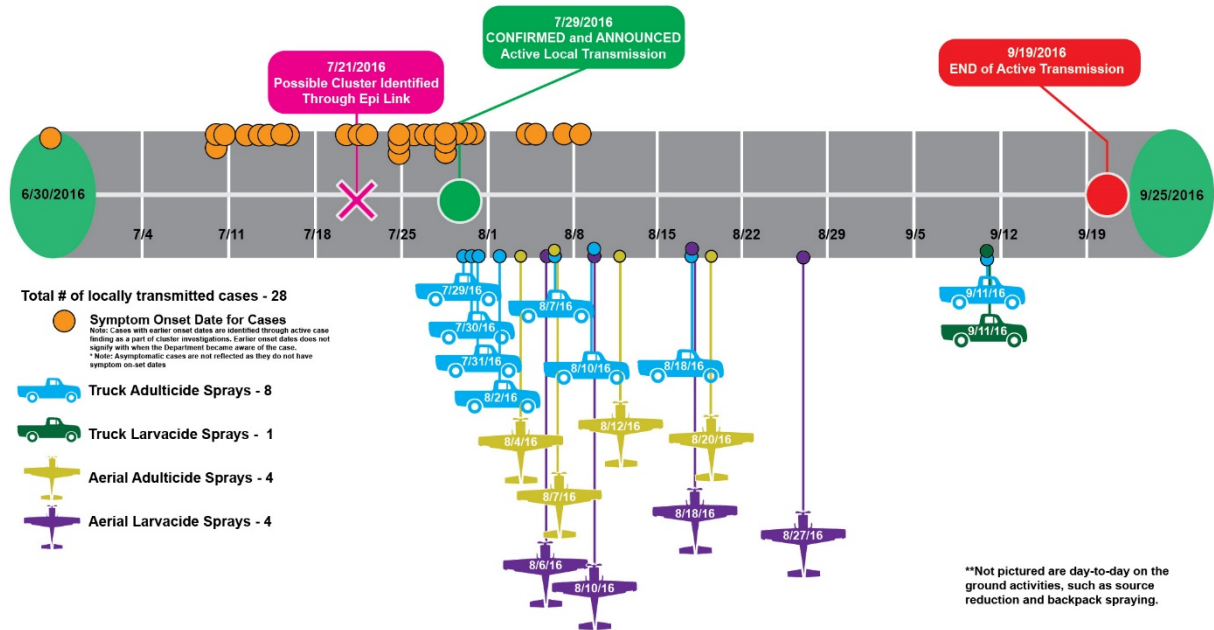 7/29/2016
CONFIRMED and ANNOUNCED
Active Local Transmission
7/21/2016
Possible Cluster Identified
Through Epi Link
9/19/2016
END of Active Transmission
6/30/2016
9/25/2016
7/4
7/11
7/18
7/25
8/1
8/8
8/15
8/22
8/29
9/5
9/12
9/19
Total # of locally transmitted cases - 28
Symptom Onset Date for Cases
Note: Cases with earlier onset dates are identified through active case
finding as a part of cluster investigations. Earlier onset dates does not
signify with when the Department became aware of the case.
* Note: Asymptomatic cases are not reflected as they do not have
symptom on-set dates
Truck Adulticide Sprays - 8
Truck Larvacide Sprays - 1
Aerial Adulticide Sprays - 4
Aerial Larvacide Sprays - 4
7/29/16
7/30/16
7/31/16
8/2/16
8/7/16
8/10/16
8/18/16
9/11/16
9/11/16
8/4/16
8/7/16
8/12/16
8/20/16
8/6/16
8/10/16
8/18/16
8/27/16
**Not pictured are day-to-day on the
ground activities, such as source
reduction and backpack spraying.